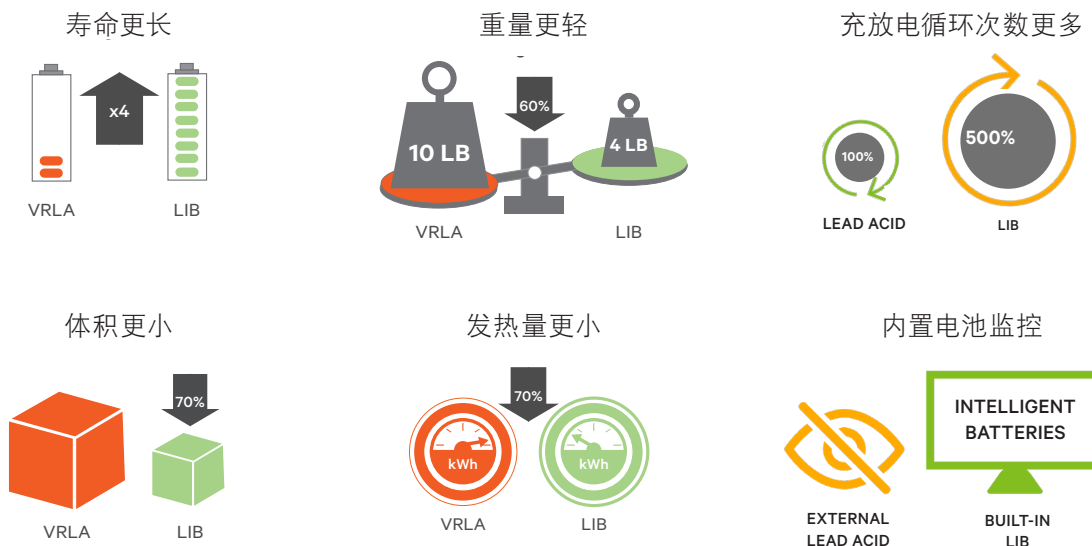 寿命更长
x4
VRLA
LIB
重量更轻
60%
10 LB
4 LB
VRLA
LIB
充放电循环次数更多
100%
500%
LEAD ACID
LIB
体积更小
70%
VRLA
LIB
发热量更小
70%
kWh
kWh
VRLA
LIB
内置电池监控
INTELLIGENT
BATTERIES
EXTERNAL
LEAD ACID
BUILT-IN
LIB